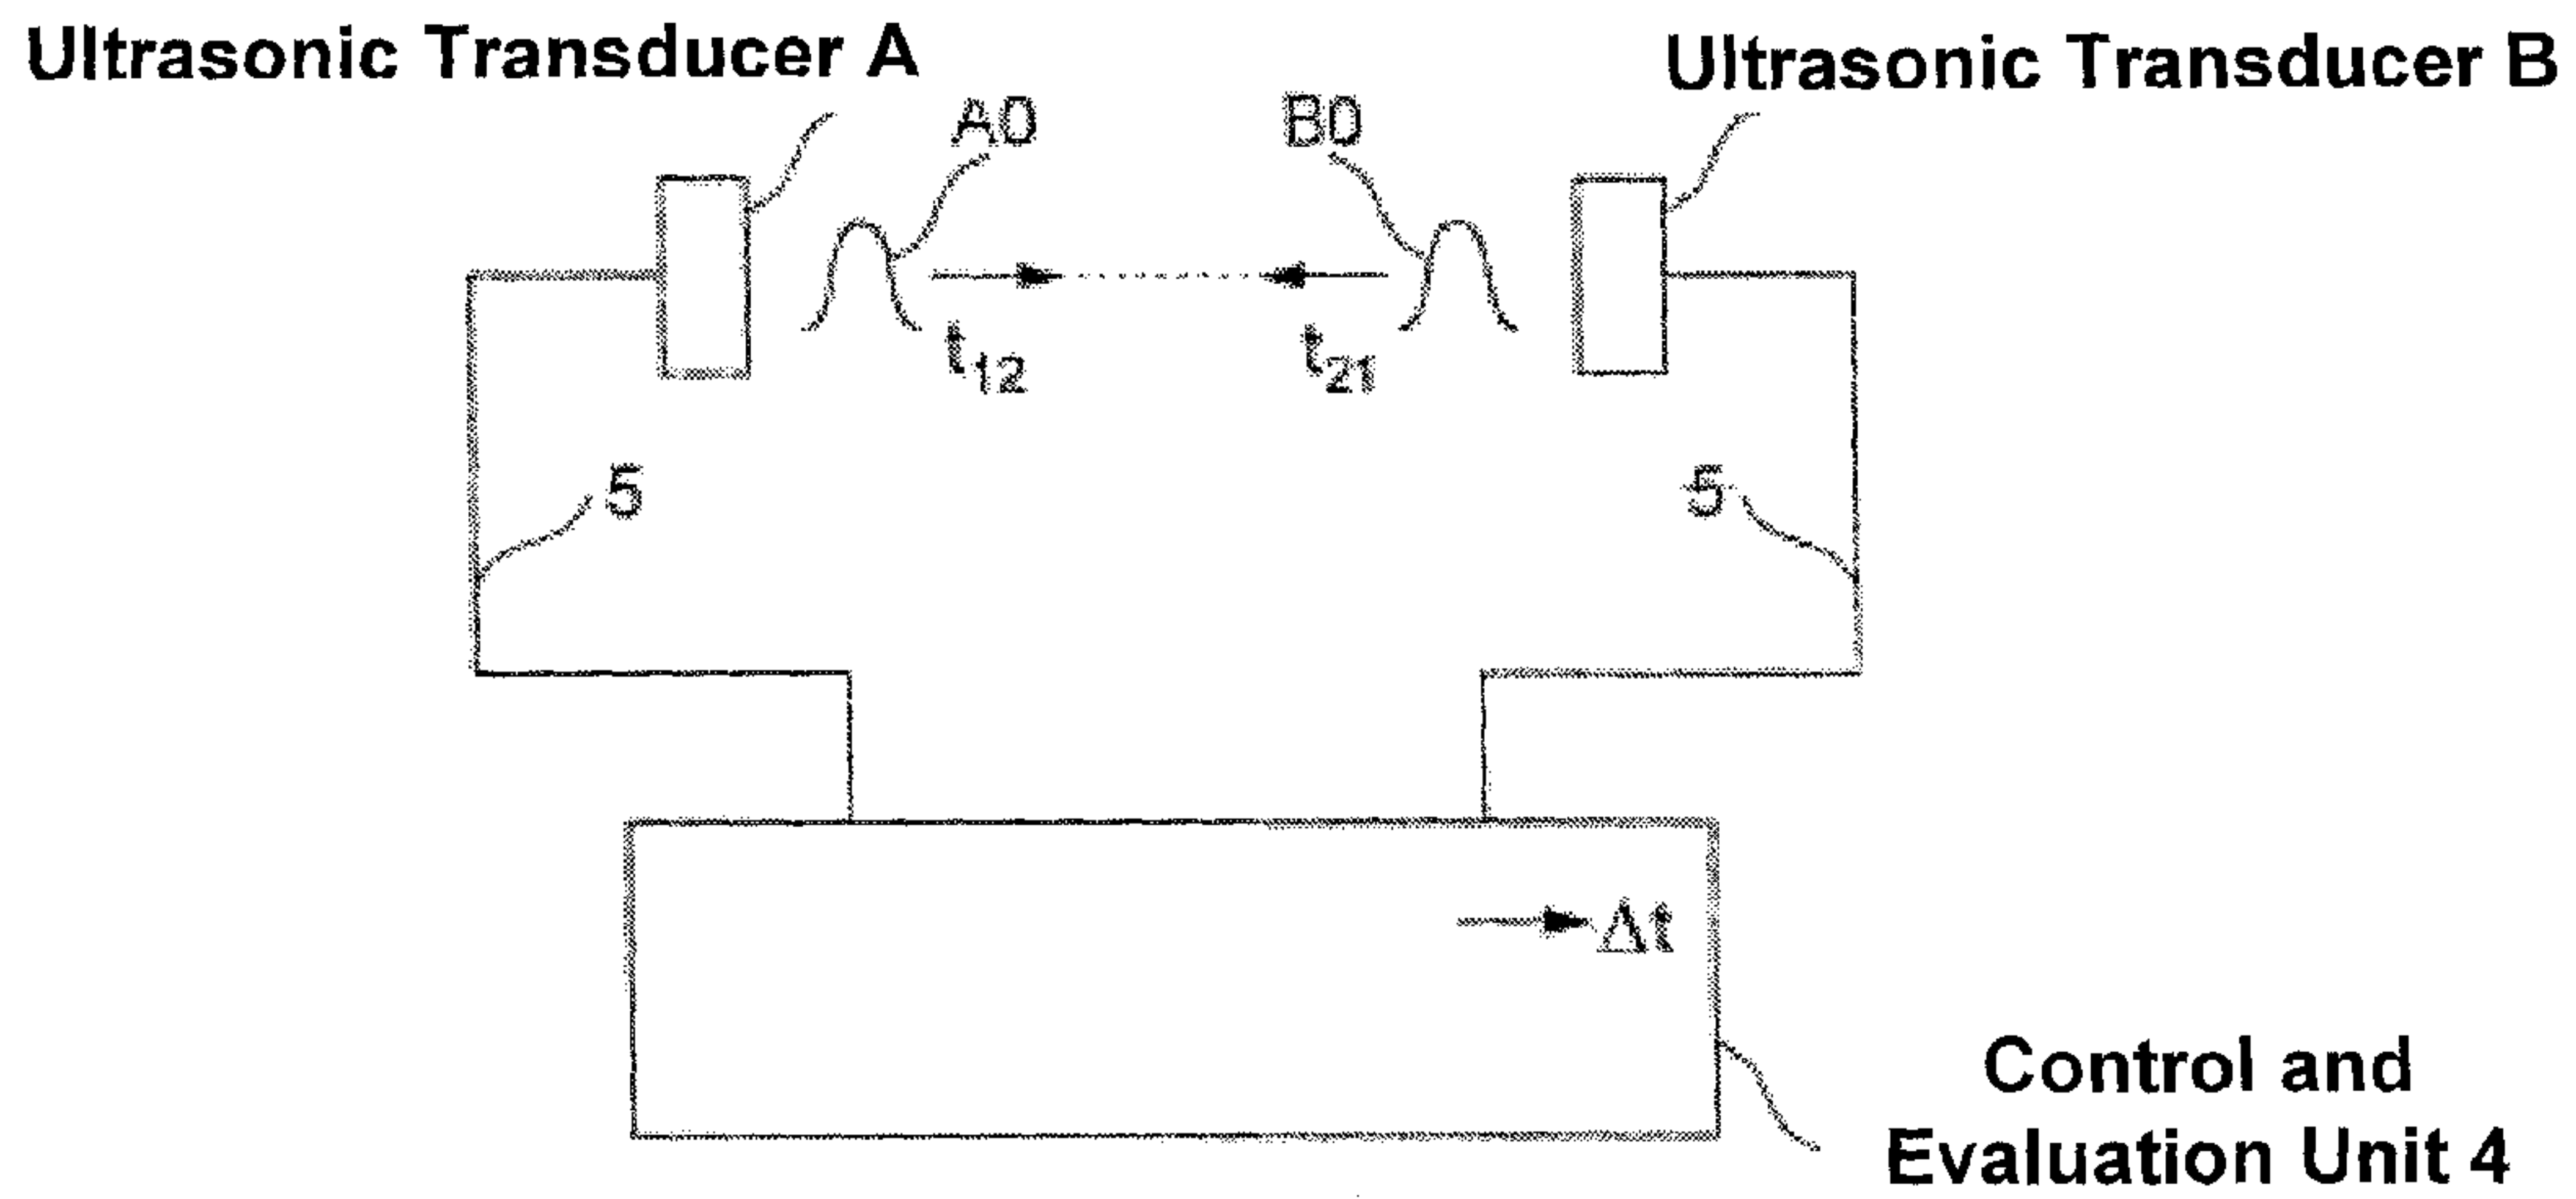 Ultrasonic Transducer A
Ultrasonic Transducer B
A0
B0
t12
t21
5
5
Δt
Control and
Evaluation Unit 4